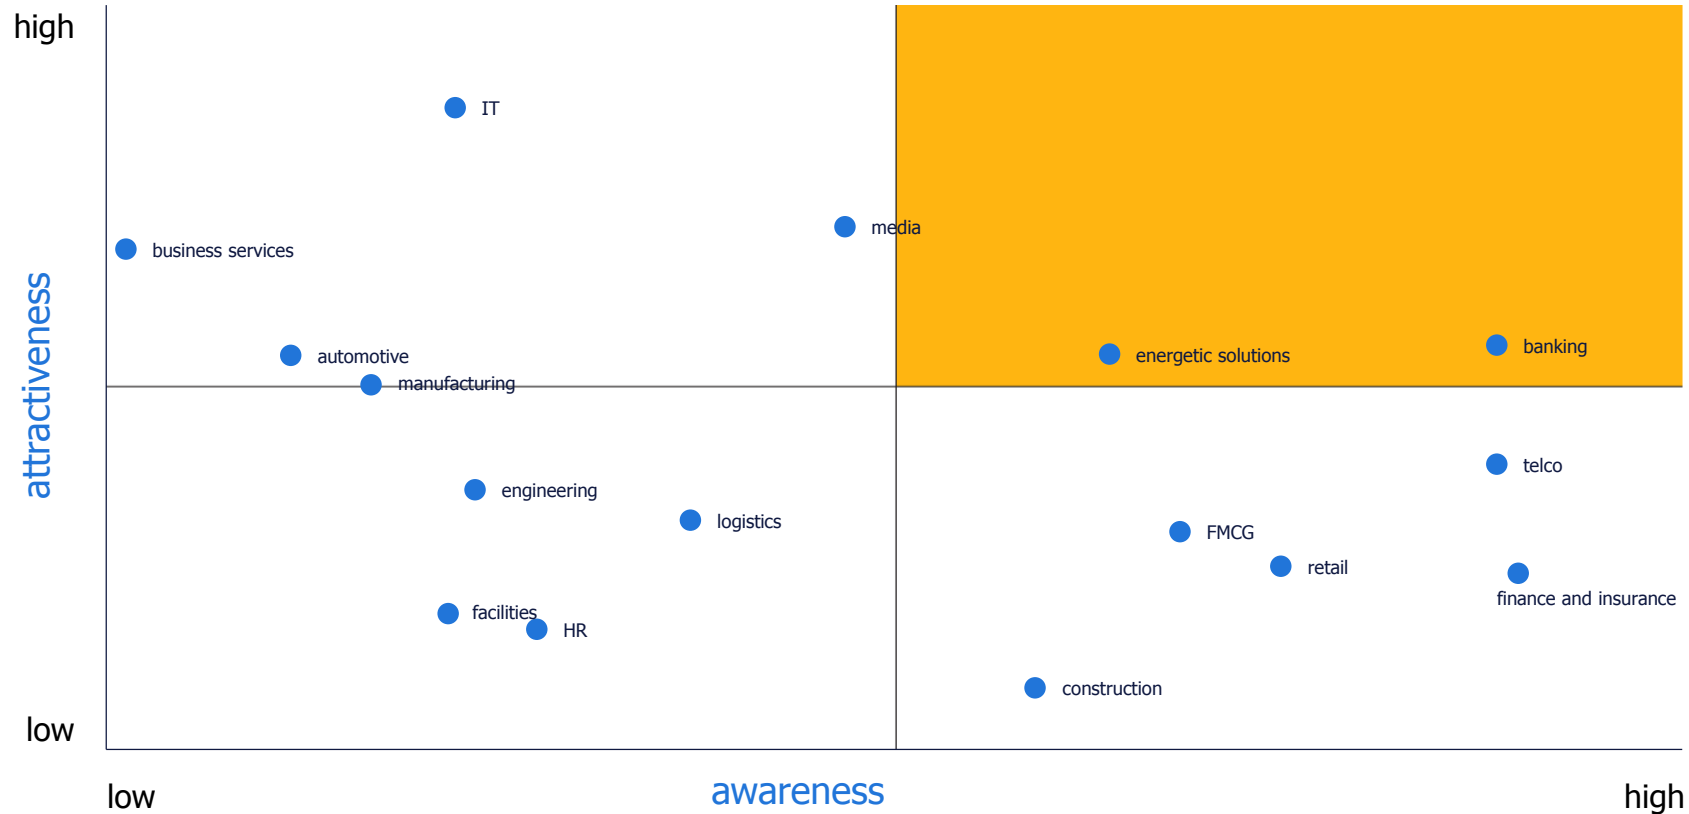 high
IT
media
business services
attractiveness
automotive
manufacturing
energetic solutions
banking
telco
engineering
logistics
FMCG
retail
finance and insurance
facilities
HR
construction
low
low
awareness
high